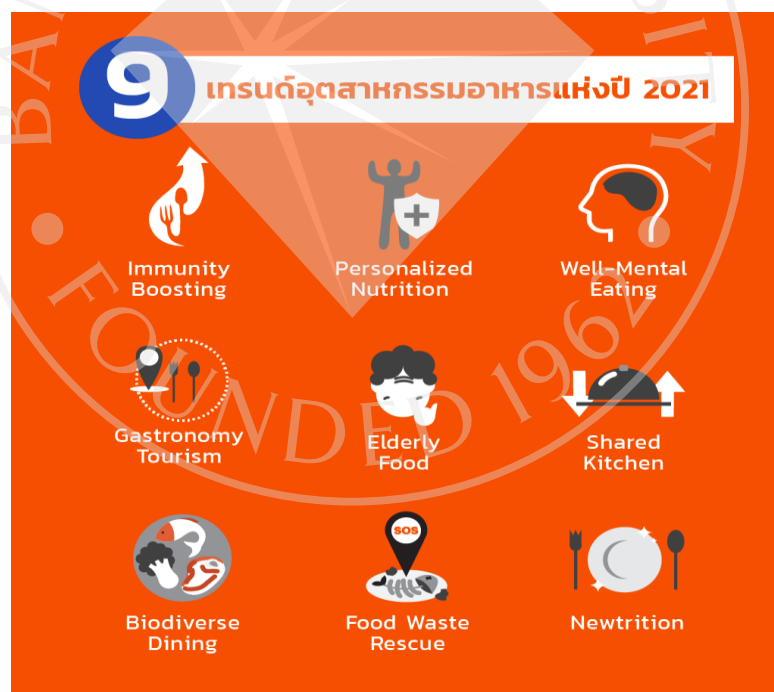 9 เทรนด์อุตสาหกรรมอาหารแห่งปี 2021
Immunity
Boosting
Personalized
Nutrition
Well-Mental
Eating
Gastronomy
Tourism
Elderly
Food
Shared
Kitchen
Biodiverse
Dining
SOS
Food Waste
Rescue
Newtrition
FOUNDED 1962